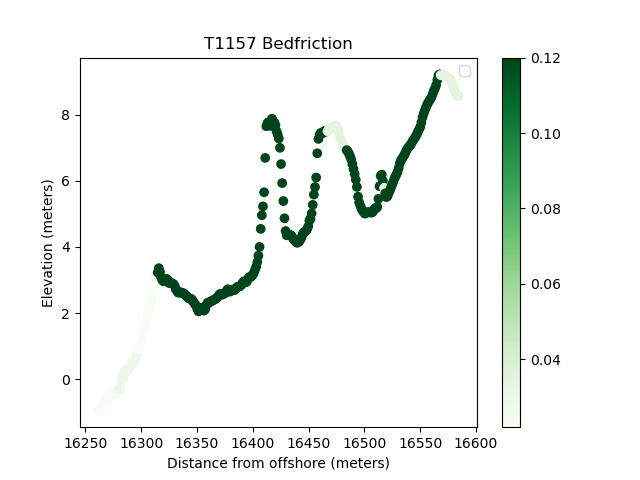 T1157 Bedfriction
Elevation (meters)
8
6
4
2
0
16250 16300 16350 16400 16450 16500 16550 16600
Distance from offshore (meters)
0.12
0.10
0.08
0.06
0.04